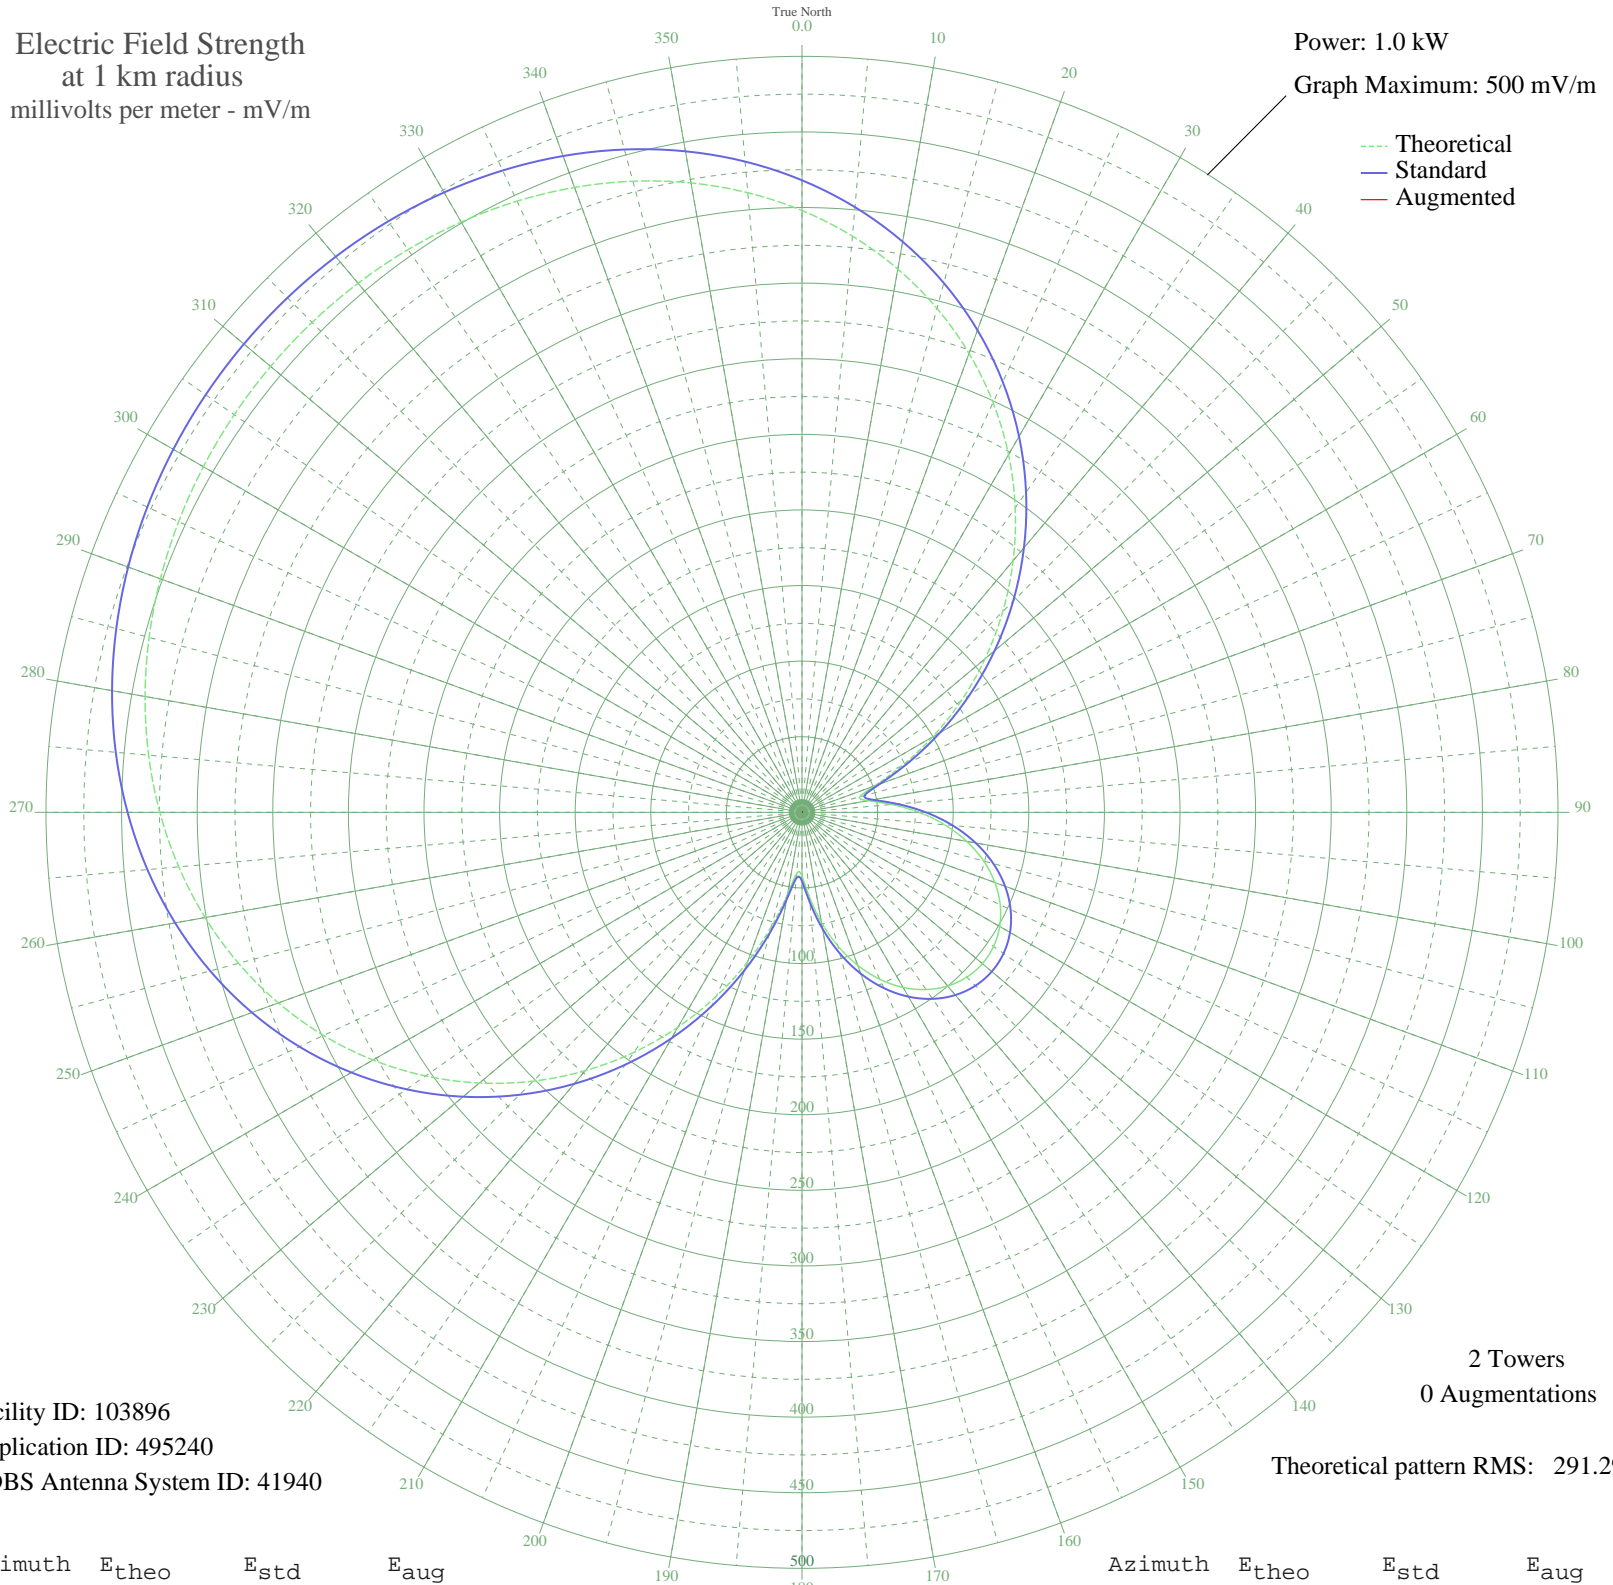 True North
Electric Field Strength
at 1 km radius
millivolts per meter - mV/m
Power: 1.0 kW
Graph Maximum: 500 mV/m
Theoretical
Standard
Augmented
0.0
10
20
30
40
50
60
70
80
90
100
110
120
130
140
150
160
170
190
200
210
220
230
240
250
260
270
280
290
300
310
320
330
340
350
100
150
200
250
300
350
400
450
500
2 Towers
0 Augmentations
cility ID: 103896
plication ID: 495240
DBS Antenna System ID: 41940
Theoretical pattern RMS: 291.29
imuth Etheo Estd Eaug Azimuth Etheo Estd Eaug